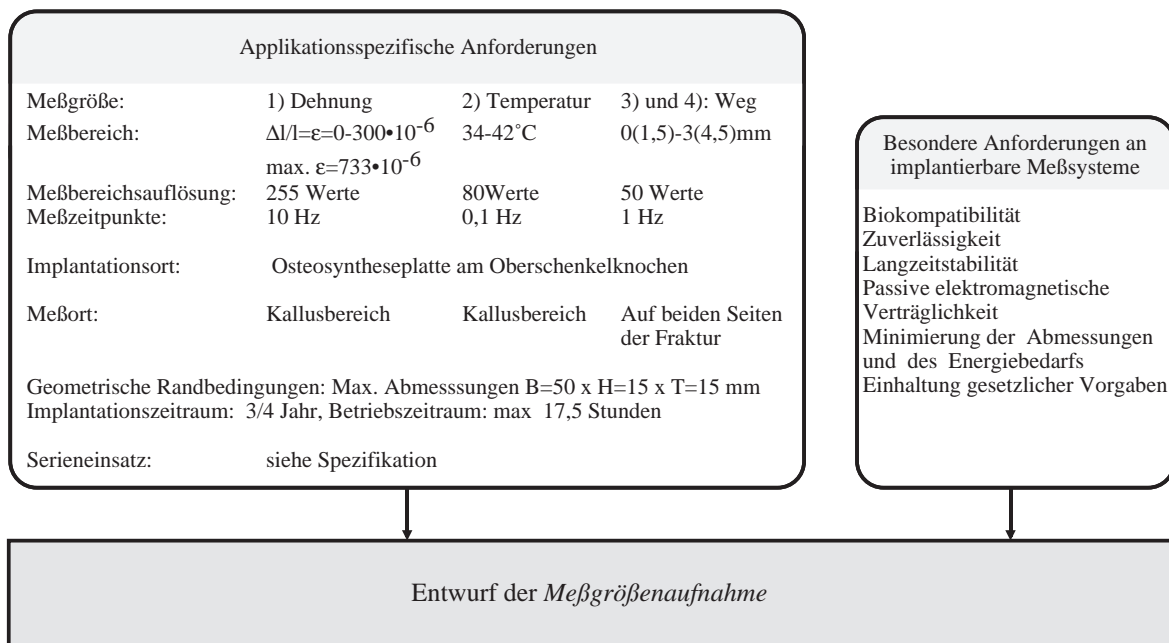 Applikationsspezifische Anforderungen
Meßgröße: 1) Dehnung 2) Temperatur 3) und 4): Weg
Meßbereich: Δl/l=ε=0-300•10⁻⁶ 34-42˚C 0(1,5)-3(4,5)mm
max. ε=733•10⁻⁶
Meßbereichsauflösung: 255 Werte 80Werte 50 Werte
Meßzeitpunkte: 10 Hz 0,1 Hz 1 Hz
Implantationsort: Osteosyntheseplatte am Oberschenkelknochen
Meßort: Kallusbereich Kallusbereich Auf beiden Seiten
der Fraktur
Geometrische Randbedingungen: Max. Abmesssungen B=50 x H=15 x T=15 mm
Implantationszeitraum: 3/4 Jahr, Betriebszeitraum: max 17,5 Stunden
Serieneinsatz: siehe Spezifikation
Besondere Anforderungen an
implantierbare Meßsysteme
Biokompatibilität
Zuverlässigkeit
Langzeitstabilität
Passive elektromagnetische
Verträglichkeit
Minimierung der Abmessungen
und des Energiebedarfs
Einhaltung gesetzlicher Vorgaben
Entwurf der Meßgrößenaufnahme